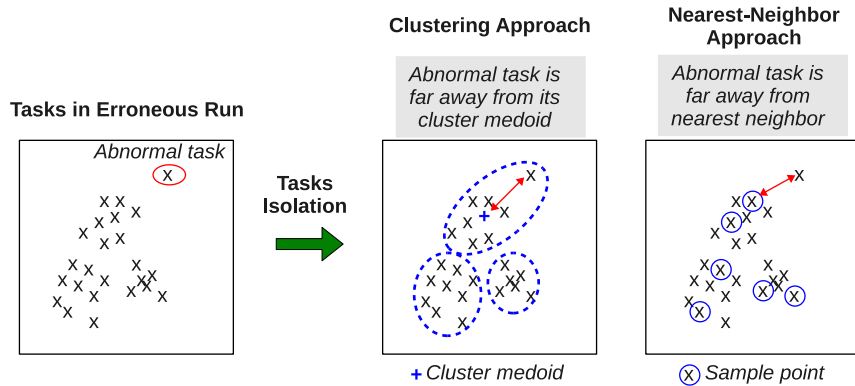 Clustering Approach
Nearest-Neighbor
Approach
Abnormal task is
far away from its
cluster medoid
Abnormal task is
far away from
nearest neighbor
Tasks in Erroneous Run
Abnormal task
Tasks
Isolation
+ Cluster medoid
x Sample point